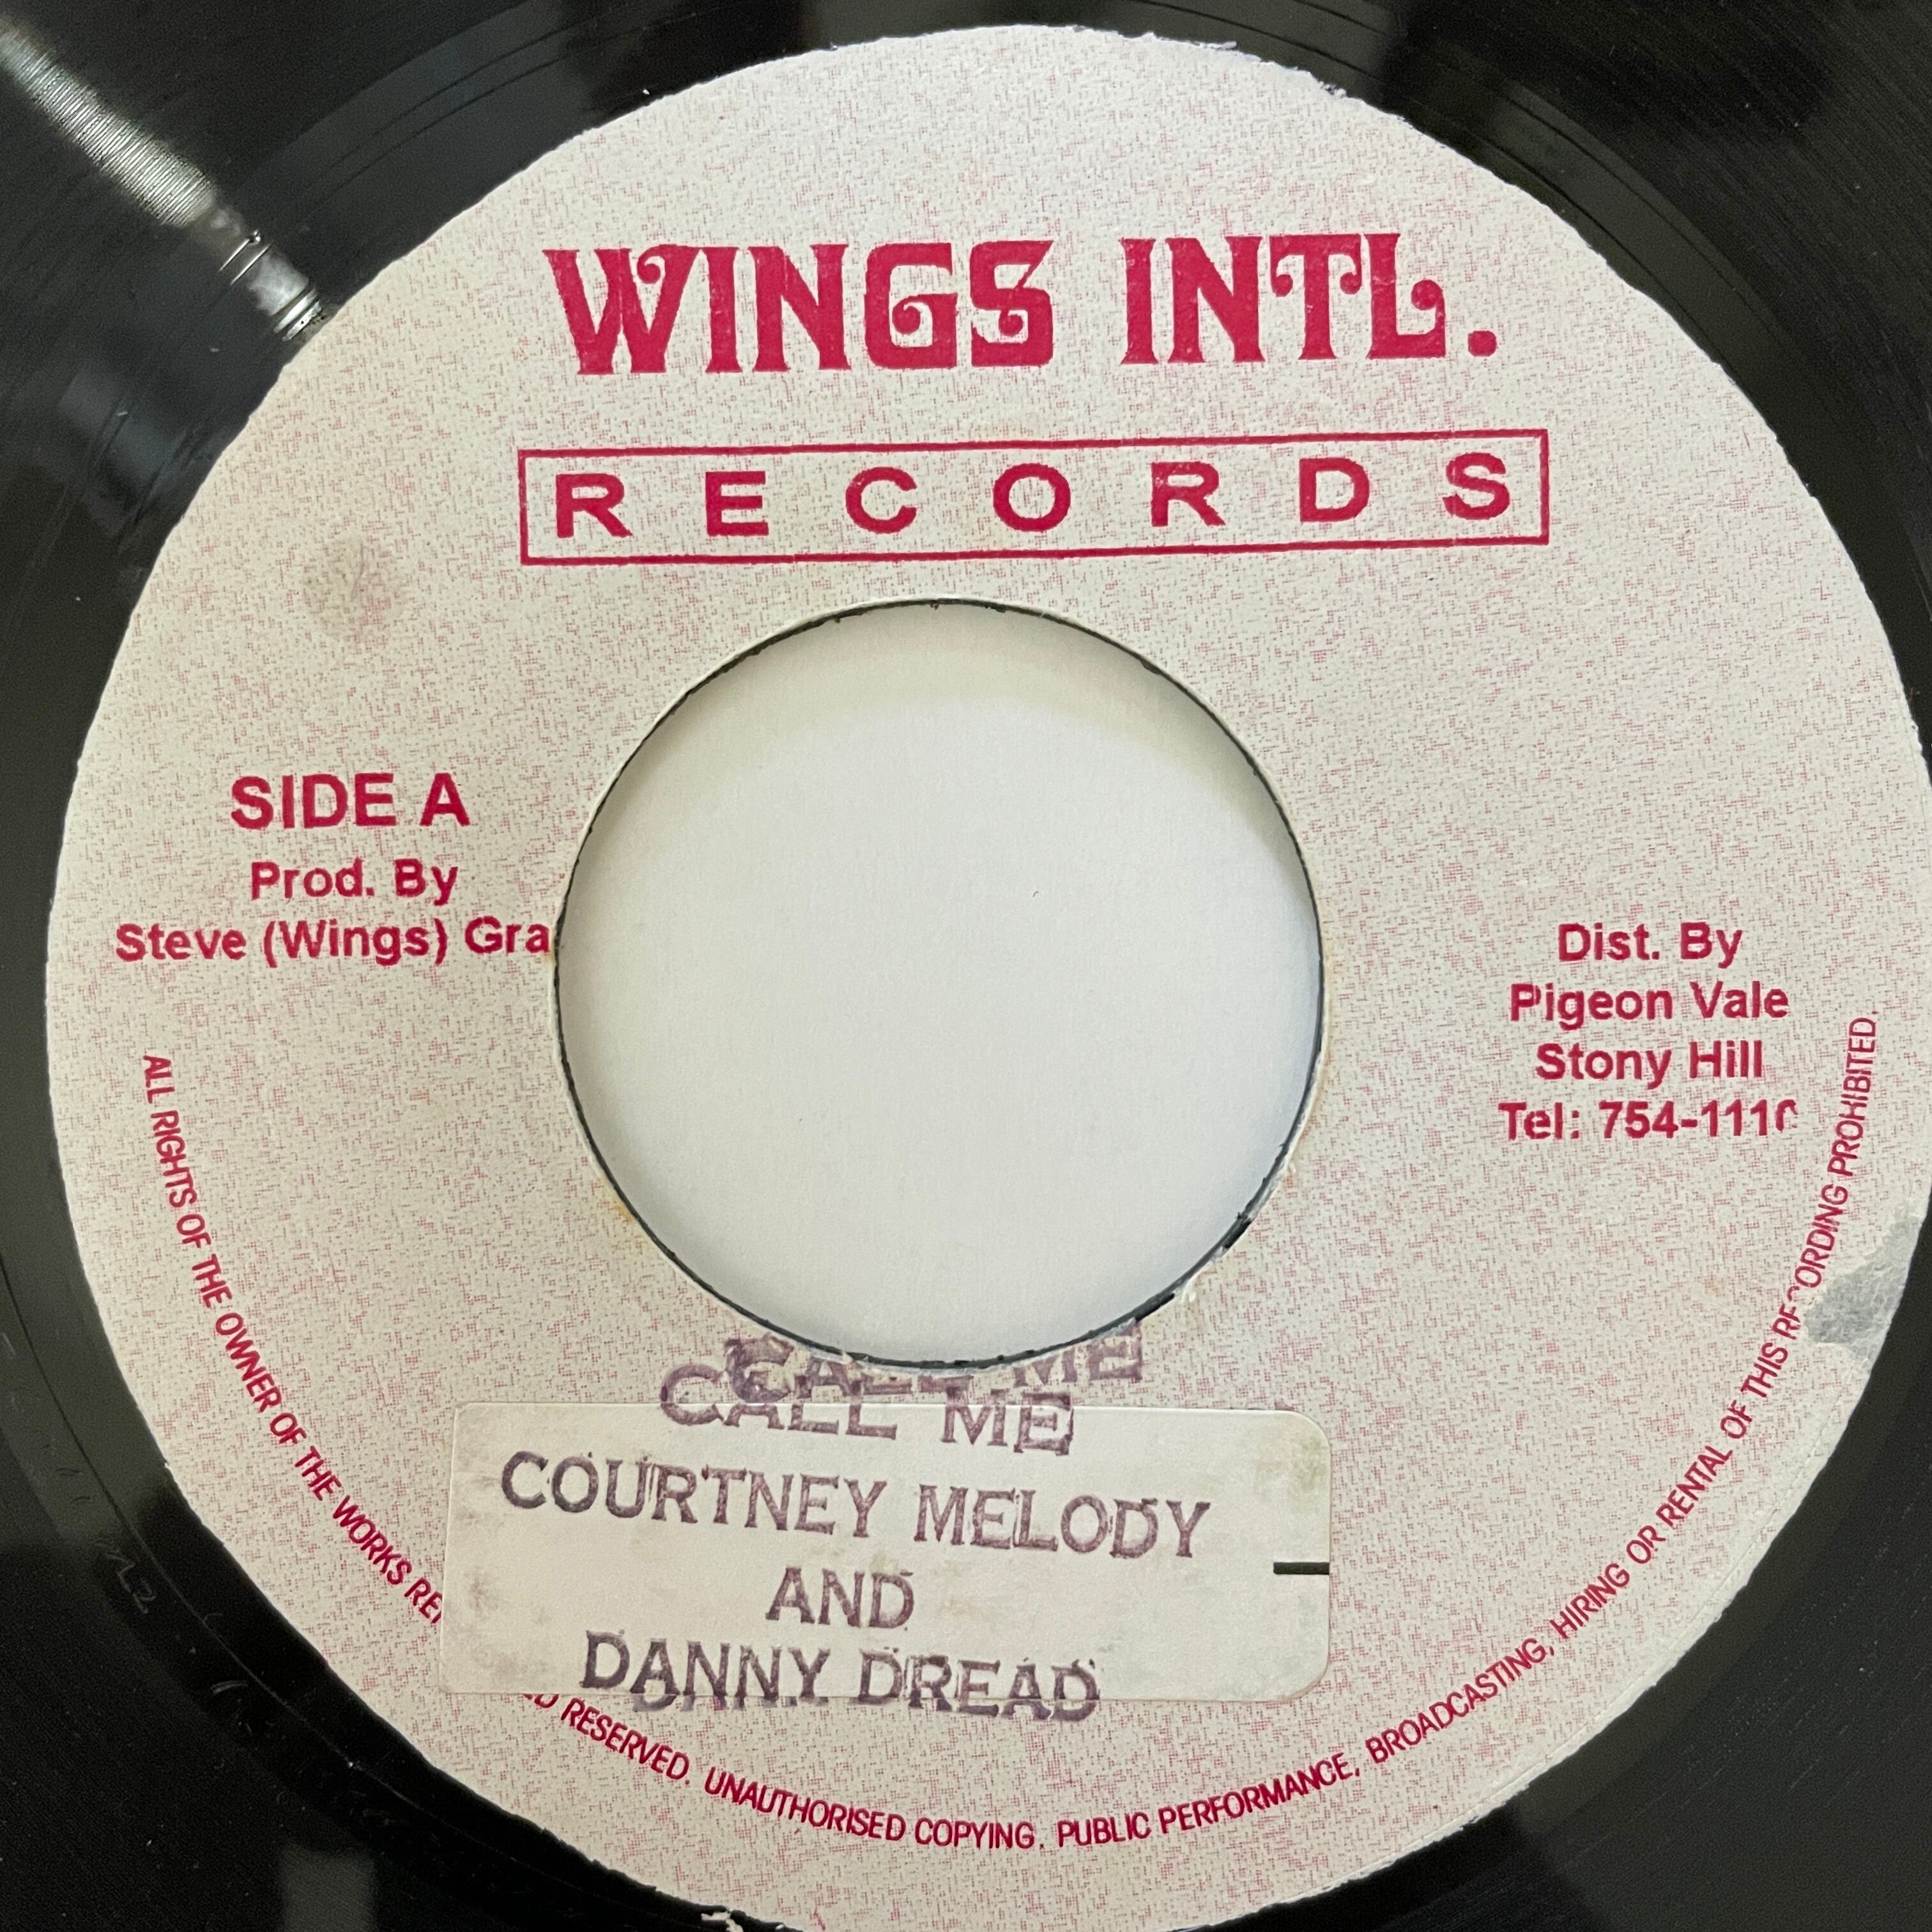 WINGS INTL.
RECORDS
SIDE A
Prod. By
Steve (Wings) Gra
Dist. By
Pigeon Vale
Stony Hill
Tel: 754-111
CALL ME
CALL ME
COURTNEY MELODY
AND
DANNY DREAD
ALL RIGHTS OF THE OWNER OF THE WORKS RESERVED. UNAUTHORISED COPYING. PUBLIC PERFORMANCE, BROADCASTING, HIRING OR RENTAL OF THIS RECORDING PROHIBITED.